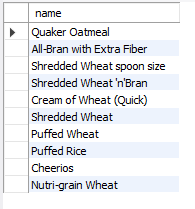 name
Quaker Oatmeal
All-Bran with Extra Fiber
Shredded Wheat spoon size
Shredded Wheat 'n'Bran
Cream of Wheat (Quick)
Shredded Wheat
Puffed Wheat
Puffed Rice
Cheerios
Nutri-grain Wheat